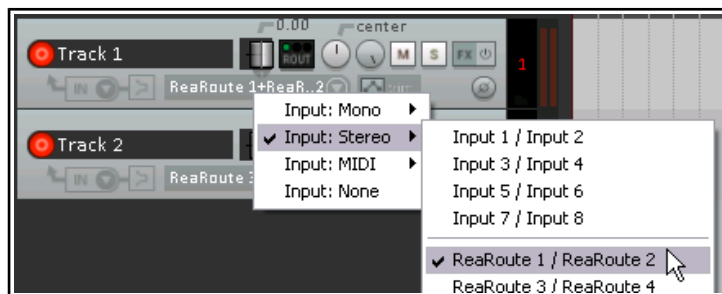 0.00 center
Track 1 ROUT M S FX 1
IN ReaRoute 1+ReaR..2
Input: Mono
Input: Stereo
Input: MIDI
Input: None
Track 2
IN ReaRoute 3
Input 1 / Input 2
Input 3 / Input 4
Input 5 / Input 6
Input 7 / Input 8
ReaRoute 1 / ReaRoute 2
ReaRoute 3 / ReaRoute 4